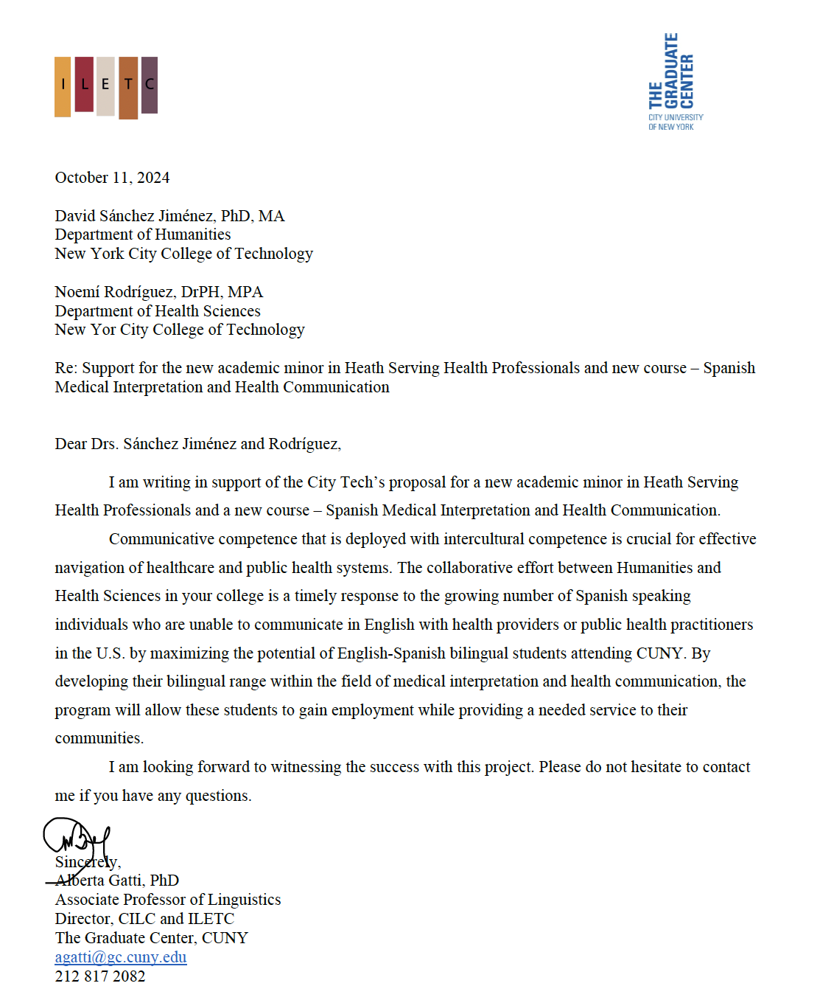 I L E T C
THE
GRADUATE
CENTER
CITY UNIVERSITY
OF NEW YORK
October 11, 2024
David Sánchez Jiménez, PhD, MA
Department of Humanities
New York City College of Technology
Noemí Rodríguez, DrPH, MPA
Department of Health Sciences
New Yor City College of Technology
Re: Support for the new academic minor in Heath Serving Health Professionals and new course – Spanish
Medical Interpretation and Health Communication
Dear Drs. Sánchez Jiménez and Rodríguez,
I am writing in support of the City Tech’s proposal for a new academic minor in Heath Serving
Health Professionals and a new course – Spanish Medical Interpretation and Health Communication.
Communicative competence that is deployed with intercultural competence is crucial for effective
navigation of healthcare and public health systems. The collaborative effort between Humanities and
Health Sciences in your college is a timely response to the growing number of Spanish speaking
individuals who are unable to communicate in English with health providers or public health practitioners
in the U.S. by maximizing the potential of English-Spanish bilingual students attending CUNY. By
developing their bilingual range within the field of medical interpretation and health communication, the
program will allow these students to gain employment while providing a needed service to their
communities.
I am looking forward to witnessing the success with this project. Please do not hesitate to contact
me if you have any questions.
Sincerely,
Alberta Gatti, PhD
Associate Professor of Linguistics
Director, CILC and ILETC
The Graduate Center, CUNY
agatti@gc.cuny.edu
212 817 2082